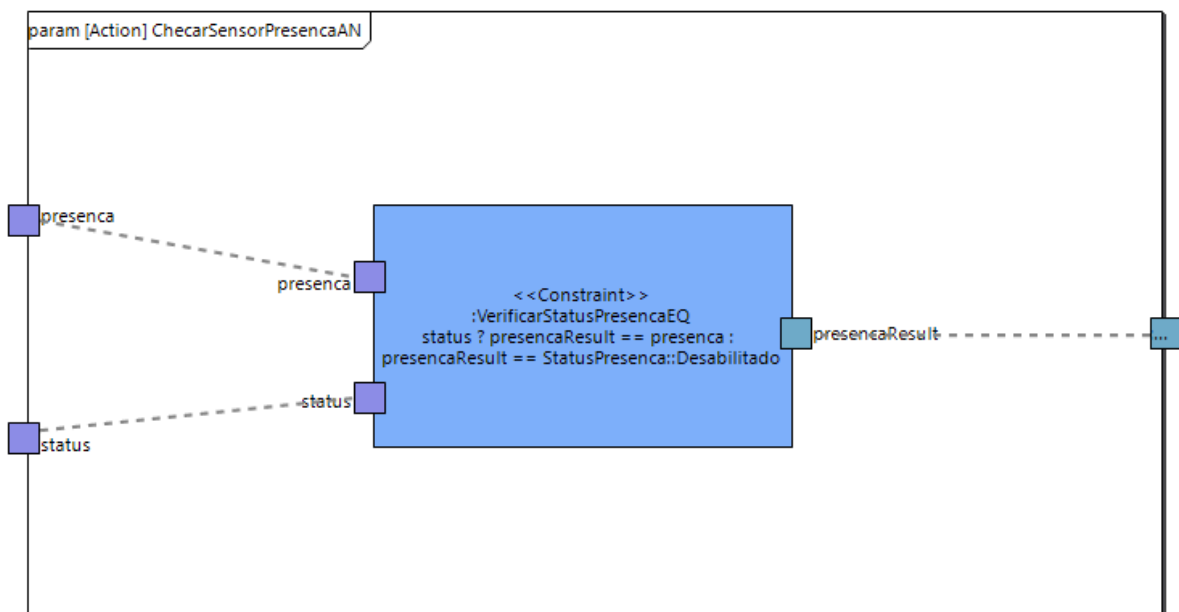 param [Action] ChecarSensorPresencaAN
presenca
presenca
<<Constraint>>
:VerificarStatusPresencaEQ
status ? presencaResult == presenca :
presencaResult == StatusPresenca::Desabilitado
presencaResult
...
status
status